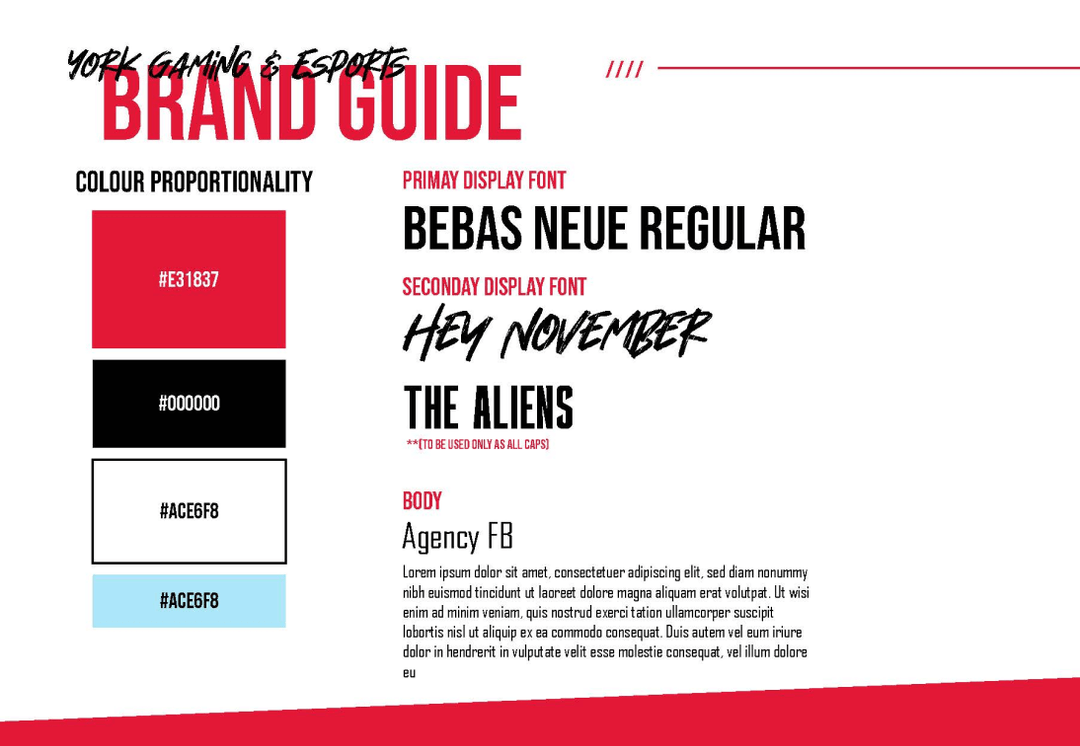 YORK GAMING & ESPORTS
BRAND GUIDE
COLOUR PROPORTIONALITY
#E31837
#000000
#ACE6F8
#ACE6F8
PRIMAY DISPLAY FONT
BEBAS NEUE REGULAR
SECONDAY DISPLAY FONT
HEY NOVEMBER
THE ALIENS
**(TO BE USED ONLY AS ALL CAPS)
BODY
Agency FB
Lorem ipsum dolor sit amet, consectetuer adipiscing elit, sed diam nonummy
nibh euismod tincidunt ut laoreet dolore magna aliquam erat volutpat. Ut wisi
enim ad minim veniam, quis nostrud exerci tation ullamcorper suscipit
lobortis nisl ut aliquip ex ea commodo consequat. Duis autem vel eum iriure
dolor in hendrerit in vulputate velit esse molestie consequat, vel illum dolore
eu